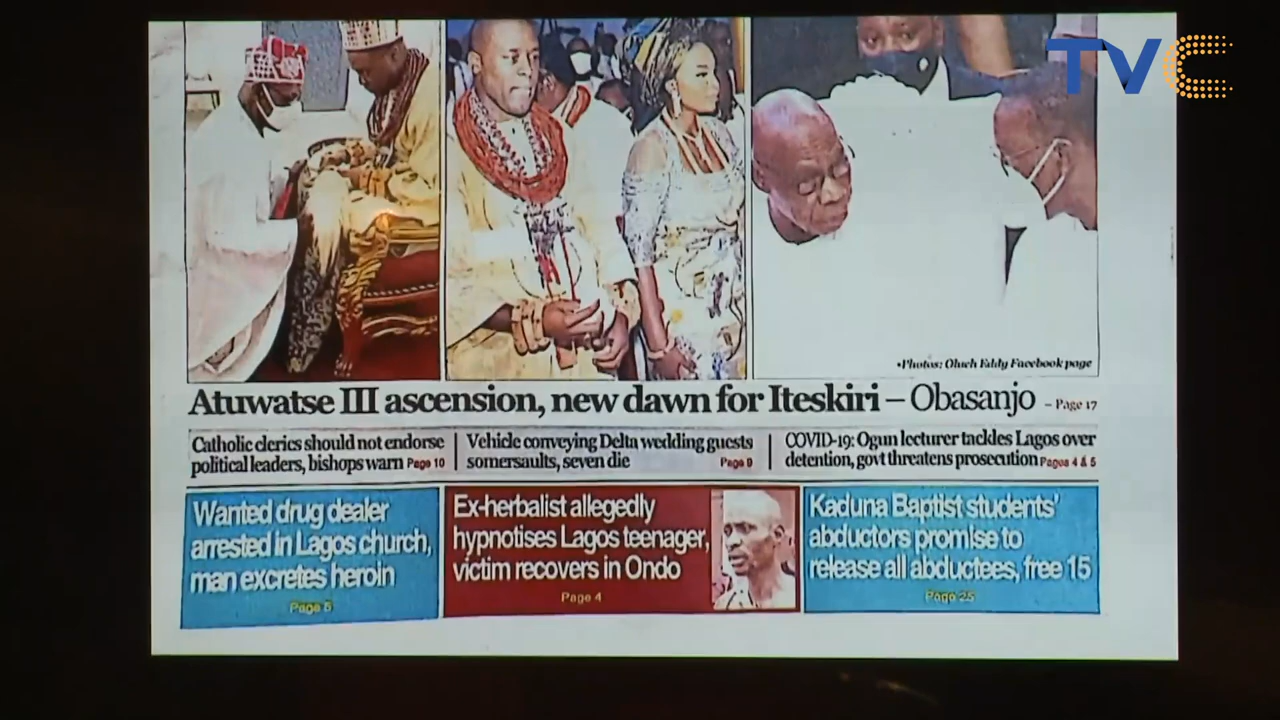 TVC
•Photos: Oluch Eddy Facebook page
Atuwatse III ascension, new dawn for Iteskiri – Obasanjo – Page 17
Catholic clerics should not endorse
political leaders, bishops warn Page 10
Vehicle conveying Delta wedding guests
somersaults, seven die Page 9
COVID-19: Ogun lecturer tackles Lagos over
detention, govt threatens prosecution Pages 4 & 5
Wanted drug dealer
arrested in Lagos church,
man excretes heroin
Page 5
Ex-herbalist allegedly
hypnotises Lagos teenager,
victim recovers in Ondo
Page 4
Kaduna Baptist students'
abductors promise to
release all abductees, free 15
Page 25